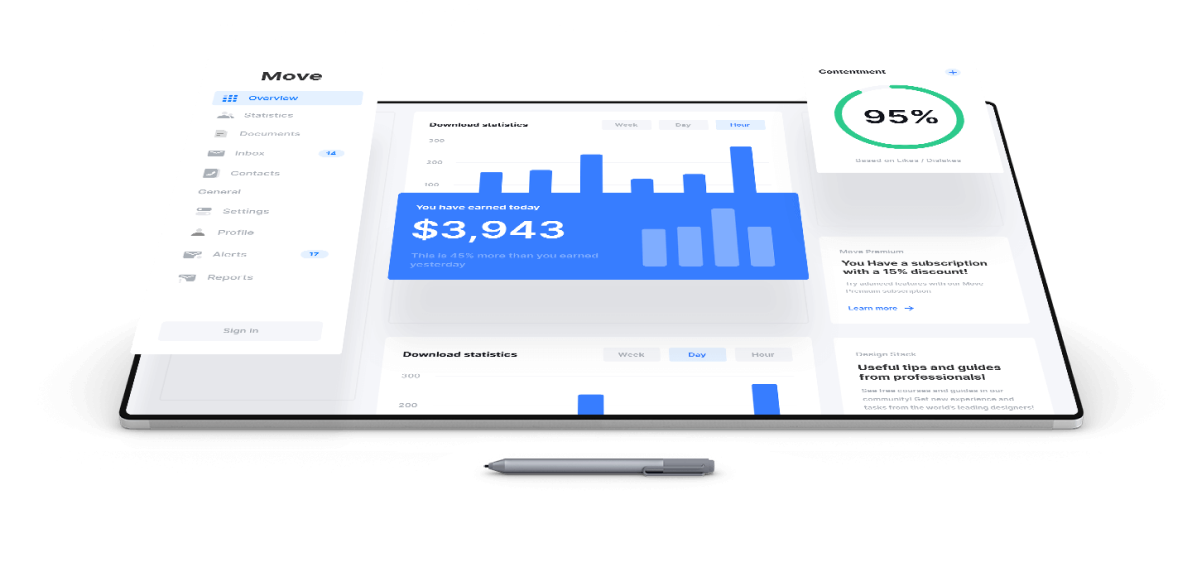 Move
Overview
Statistics
Documents
Inbox 14
Contacts
General
Settings
Profile
Alerts 17
Reports
Sign In
Download statistics
Week Day Hour
300
200
100
You have earned today
$3,943
This is 45% more than you earned
yesterday
Download statistics
Week Day Hour
300
200
Contentment +
95%
Based on Likes / Dislikes
Move Premium
You Have a subscription
with a 15% discount!
Try advanced features with our Move
Premium Subscription
Learn more →
Design Stack
Useful tips and guides
from professionals!
See free courses and guides in our
community! Get new experience and
tasks from the world's leading designers!